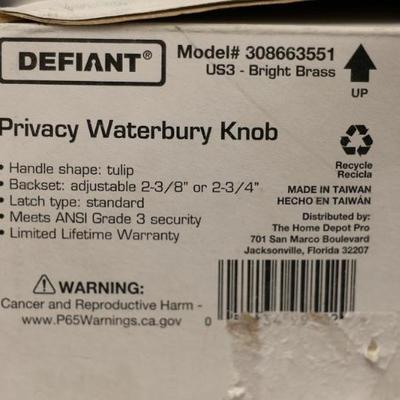 DEFIANT®
Model# 308663551
US3 - Bright Brass
UP
Privacy Waterbury Knob
• Handle shape: tulip
• Backset: adjustable 2-3/8" or 2-3/4"
• Latch type: standard
• Meets ANSI Grade 3 security
• Limited Lifetime Warranty
Recycle
Recicla
MADE IN TAIWAN
HECHO EN TAIWÁN
Distributed by:
The Home Depot Pro
701 San Marco Boulevard
Jacksonville, Florida 32207
WARNING:
Cancer and Reproductive Harm -
www.P65Warnings.ca.gov
0